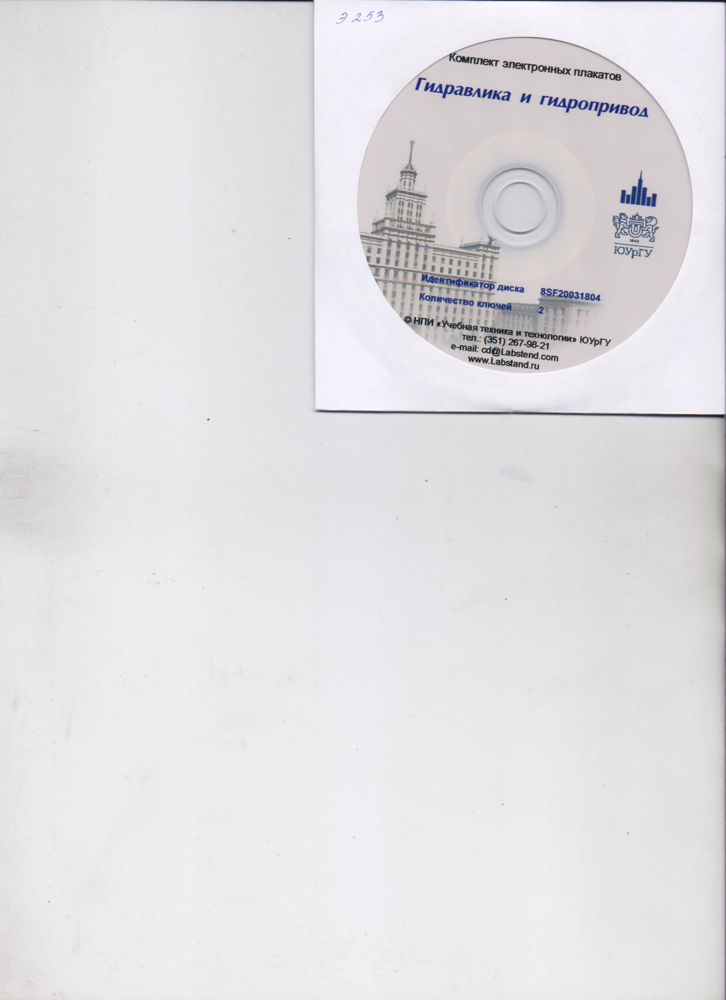 Э 253
Комплект электронных плакатов
Гидравлика и гидропривод
1943
ЮУрГУ
Идентификатор диска 8SF20031804
Количество ключей 2
© НПИ «Учебная техника и технологии» ЮУрГУ
тел.: (351) 267-98-21
e-mail: cd@Labstend.com
www.Labstand.ru